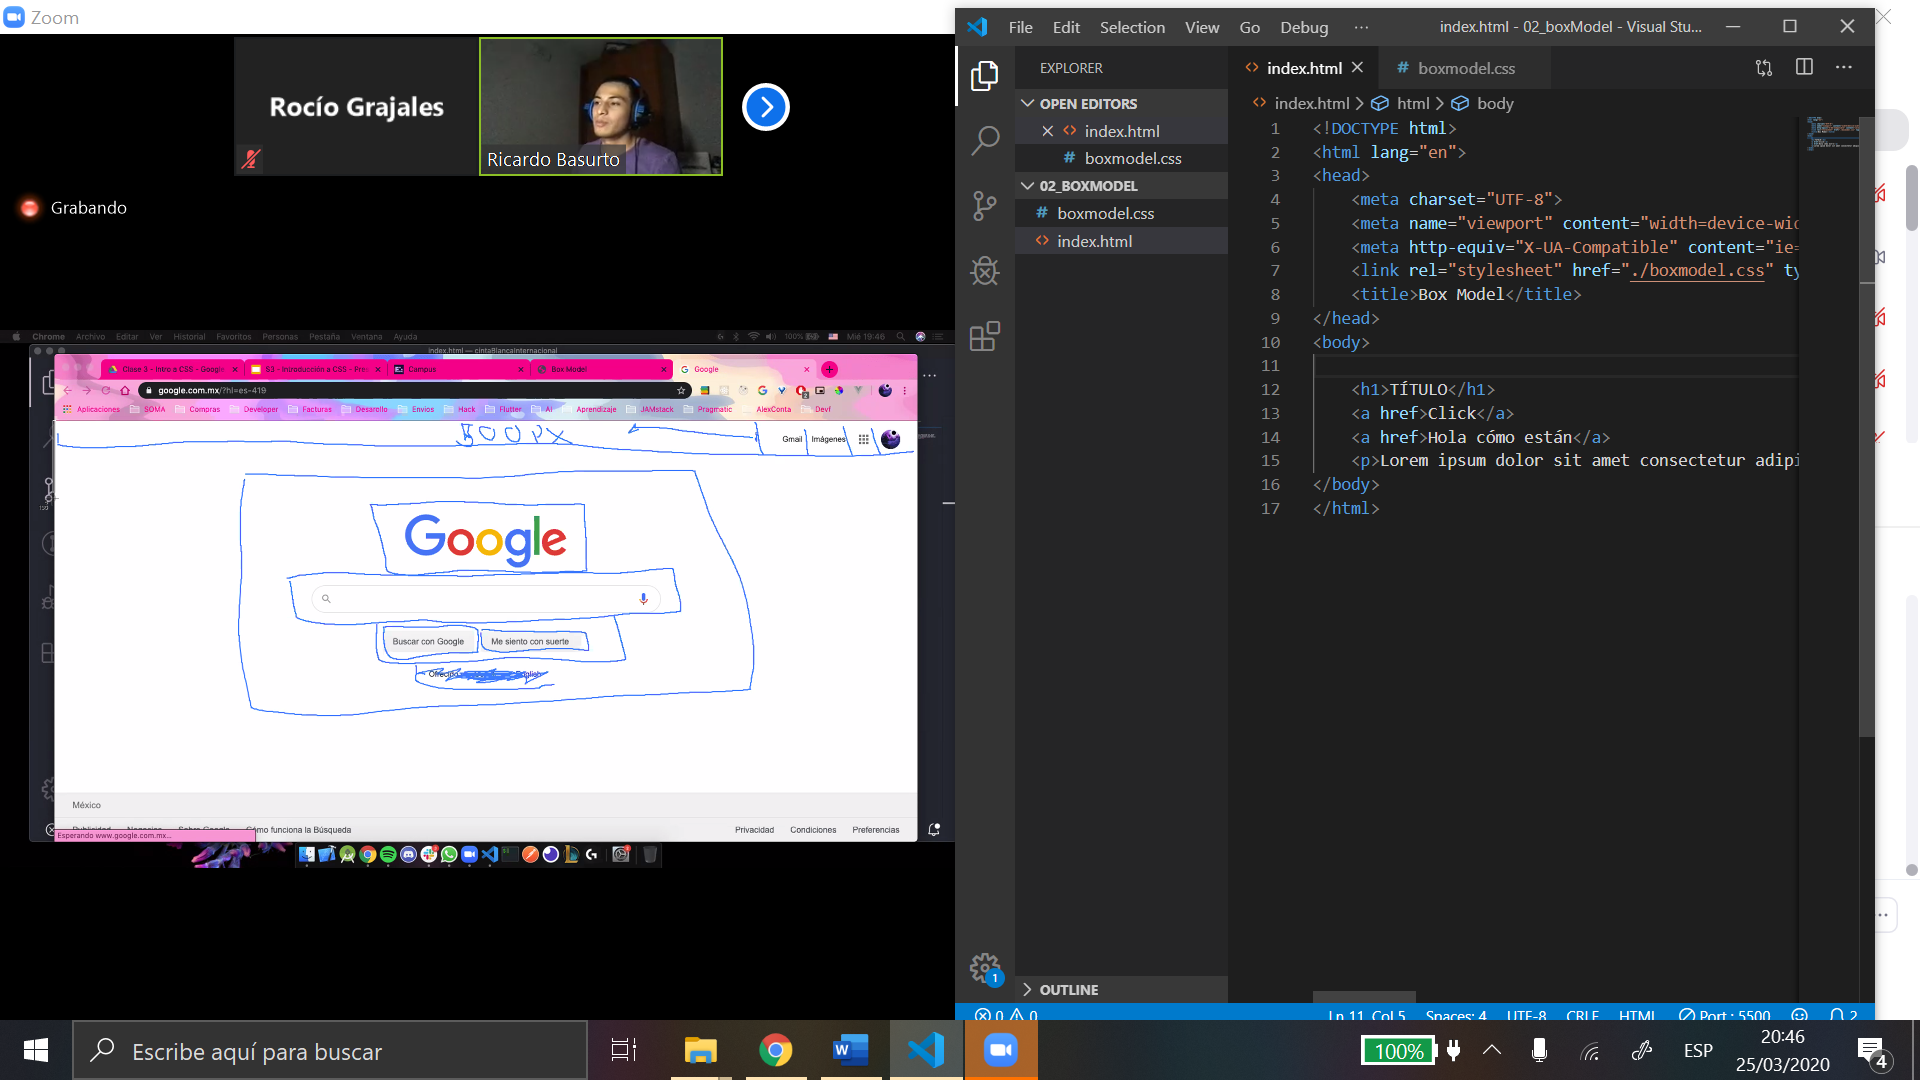 Zoom
Rocío Grajales
Ricardo Basurto
Grabando
Chrome Archivo Editar Ver Historial Favoritos Personas Pestaña Ventana Ayuda
100% Mié 19:46
index.html — cintaBlancaInternacional
Clase 3 - Intro a CSS - Google
S3 - Introducción a CSS - Pres
Campus
Box Model
Google
google.com.mx/?hl=es-419
Aplicaciones SOMA Compras Developer Facturas Desarollo Envios Hack Flutter AI Aprendizaje JAMstack Pragmatic AlexConta Devf
500px
Gmail Imágenes
Google
Buscar con Google Me siento con suerte
México
Cómo funciona la Búsqueda
Privacidad Condiciones Preferencias
Esperando www.google.com.mx...
File Edit Selection View Go Debug ···
index.html - 02_boxModel - Visual Stu...
EXPLORER
OPEN EDITORS
index.html
boxmodel.css
02_BOXMODEL
boxmodel.css
index.html
OUTLINE
index.html
boxmodel.css
index.html > html > body
1 <!DOCTYPE html>
2 <html lang="en">
3 <head>
4 <meta charset="UTF-8">
5 <meta name="viewport" content="width=device-wid
6 <meta http-equiv="X-UA-Compatible" content="ie=
7 <link rel="stylesheet" href="./boxmodel.css" ty
8 <title>Box Model</title>
9 </head>
10 <body>
11
12 <h1>TÍTULO</h1>
13 <a href>Click</a>
14 <a href>Hola cómo están</a>
15 <p>Lorem ipsum dolor sit amet consectetur adipi
16 </body>
17 </html>
1
0 0 Ln 11, Col 5 Spaces: 4 UTF-8 CRLF HTML Port : 5500 2
Escribe aquí para buscar
100%
ESP
20:46
25/03/2020
4